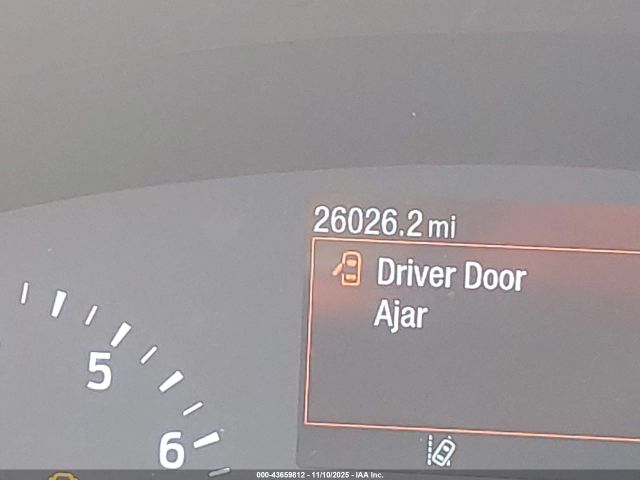 26026.2 mi
Driver Door
Ajar
5
6
000-43659812 - 11/10/2025 - IAA Inc.